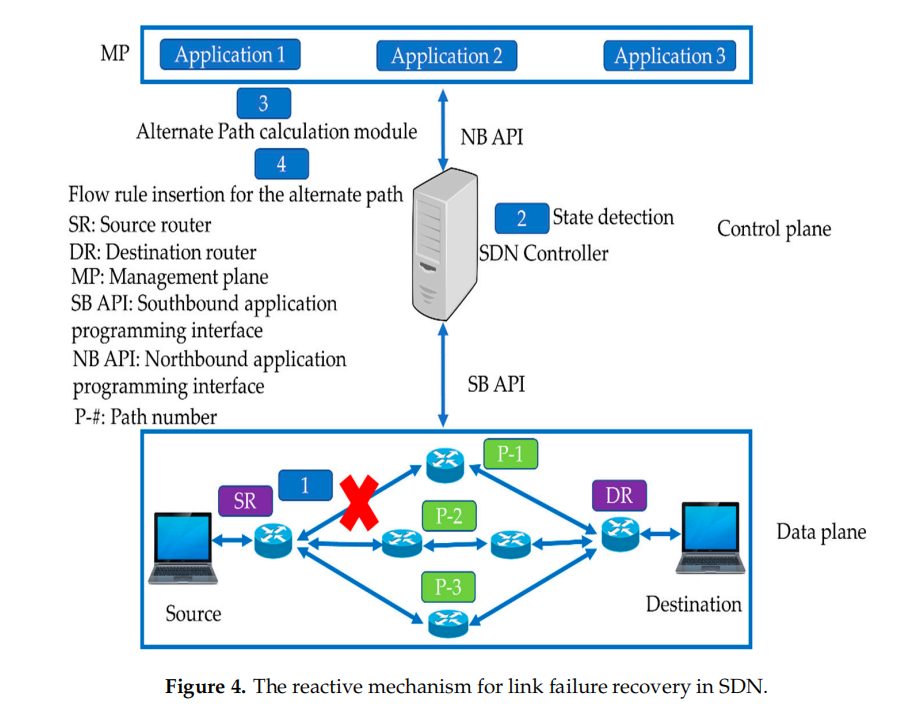 MP
Application 1
Application 2
Application 3
3
Alternate Path calculation module
NB API
4
Flow rule insertion for the alternate path
SR: Source router
DR: Destination router
MP: Management plane
SB API: Southbound application
programming interface
NB API: Northbound application
programming interface
P-#: Path number
2
State detection
SDN Controller
Control plane
SB API
P-1
1
SR
DR
P-2
Data plane
P-3
Source
Destination
Figure 4. The reactive mechanism for link failure recovery in SDN.